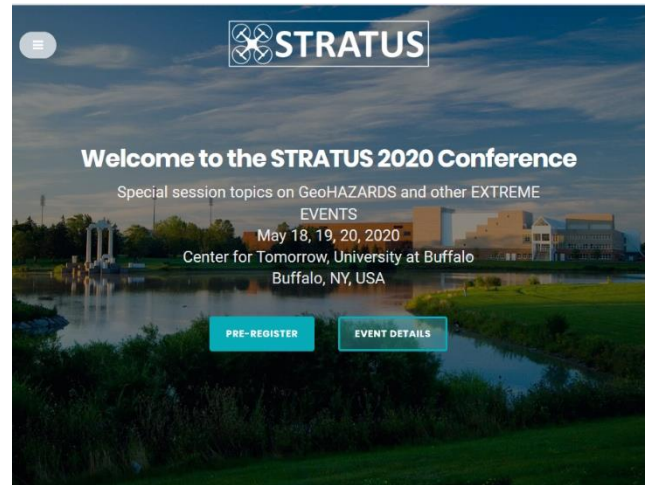 STRATUS
Welcome to the STRATUS 2020 Conference
Special session topics on GeoHAZARDS and other EXTREME
EVENTS
May 18, 19, 20, 2020
Center for Tomorrow, University at Buffalo
Buffalo, NY, USA
PRE-REGISTER
EVENT DETAILS